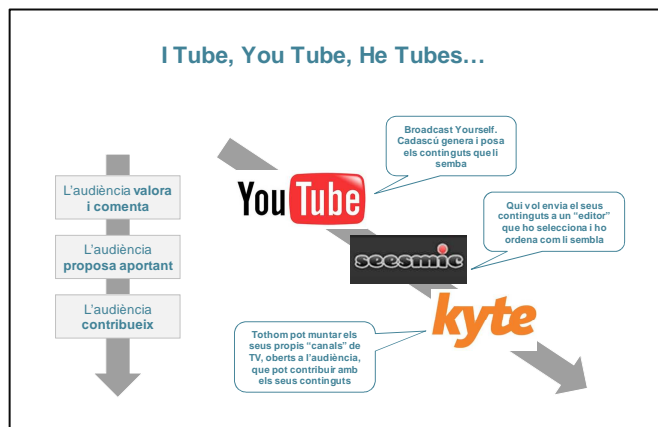 I Tube, You Tube, He Tubes…
Broadcast Yourself.
Cadascú genera i posa
els continguts que li
semba
L'audiència valora
i comenta
YouTube
Qui vol envia el seus
continguts a un “editor”
que ho selecciona i ho
ordena com li sembla
L'audiència
proposa aportant
seesmic
L'audiència
contribueix
kyte
Tothom pot muntar els
seus propis “canals” de
TV, oberts a l'audiència,
que pot contribuir amb
els seus continguts